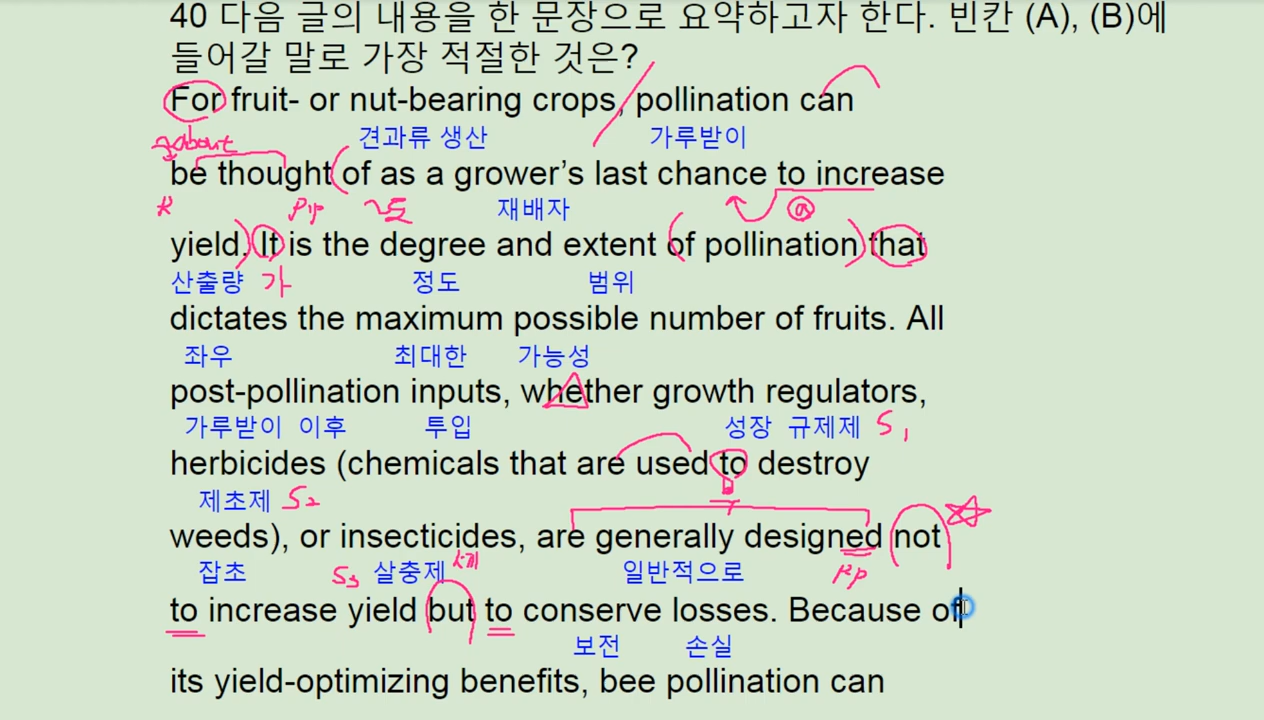 40 다음 글의 내용을 한 문장으로 요약하고자 한다. 빈칸 (A), (B)에
들어갈 말로 가장 적절한 것은?
For fruit- or nut-bearing crops, pollination can
about 견과류 생산 가루받이
be thought of as a grower's last chance to increase
p.p 재배자 ⓐ
yield. It is the degree and extent of pollination that
산출량 가 정도 범위
dictates the maximum possible number of fruits. All
좌우 최대한 가능성
post-pollination inputs, whether growth regulators,
가루받이 이후 투입 성장 규제제 S1
herbicides (chemicals that are used to destroy
제초제 S2
weeds), or insecticides, are generally designed not
잡초 S3 살충제 일반적으로 p.p
to increase yield but to conserve losses. Because of
보전 손실
its yield-optimizing benefits, bee pollination can